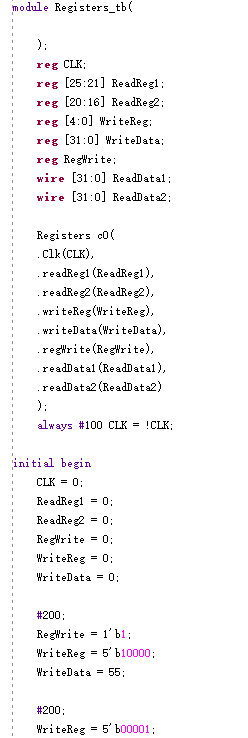 module Registers_tb(
);
reg CLK;
reg [25:21] ReadReg1;
reg [20:16] ReadReg2;
reg [4:0] WriteReg;
reg [31:0] WriteData;
reg RegWrite;
wire [31:0] ReadData1;
wire [31:0] ReadData2;
Registers c0(
.Clk(CLK),
.readReg1(ReadReg1),
.readReg2(ReadReg2),
.writeReg(WriteReg),
.writeData(WriteData),
.regWrite(RegWrite),
.readData1(ReadData1),
.readData2(ReadData2)
);
always #100 CLK = !CLK;
initial begin
CLK = 0;
ReadReg1 = 0;
ReadReg2 = 0;
RegWrite = 0;
WriteReg = 0;
WriteData = 0;
#200;
RegWrite = 1'b1;
WriteReg = 5'b10000;
WriteData = 55;
#200;
WriteReg = 5'b00001;